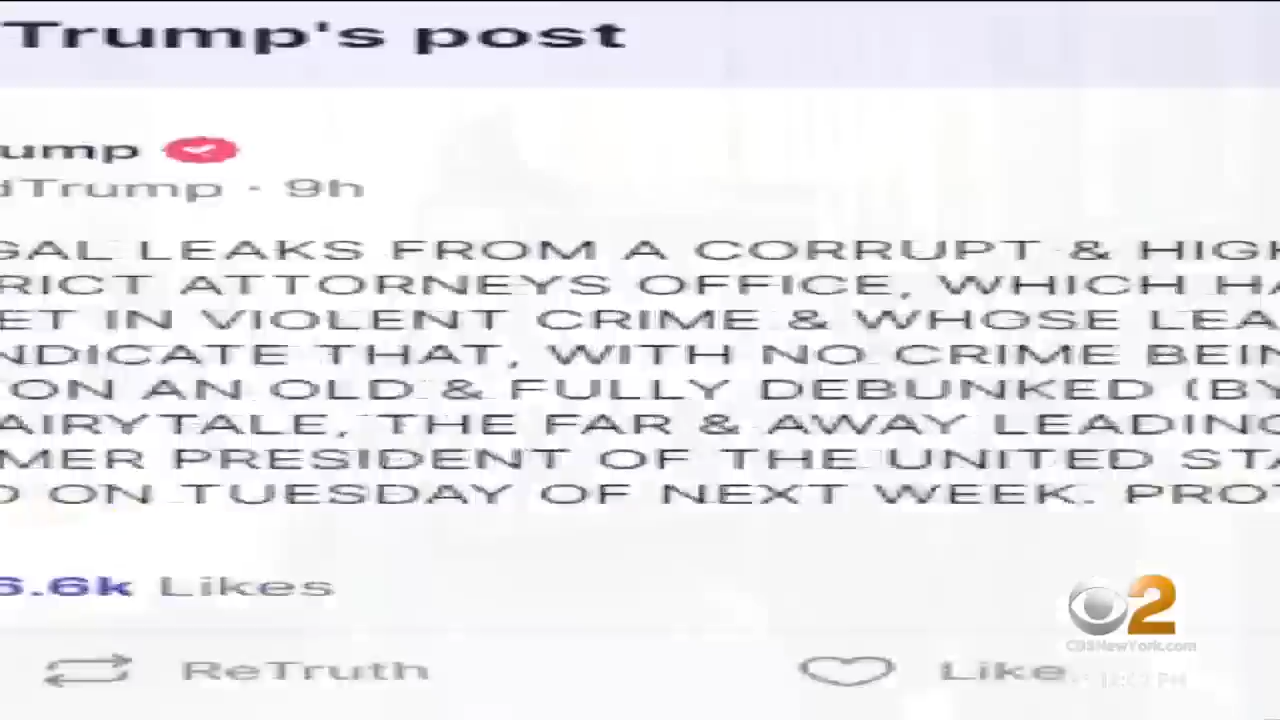 Trump's post
ump
dTrump · 9h
GAL LEAKS FROM A CORRUPT & HIGH
RICT ATTORNEYS OFFICE, WHICH HA
ET IN VIOLENT CRIME & WHOSE LEA
NDICATE THAT, WITH NO CRIME BEIN
ON AN OLD & FULLY DEBUNKED (BY
AIRYTALE, THE FAR & AWAY LEADING
MER PRESIDENT OF THE UNITED STA
D ON TUESDAY OF NEXT WEEK. PROT
6.6k Likes
ReTruth Like
2
CBSNewYork.com